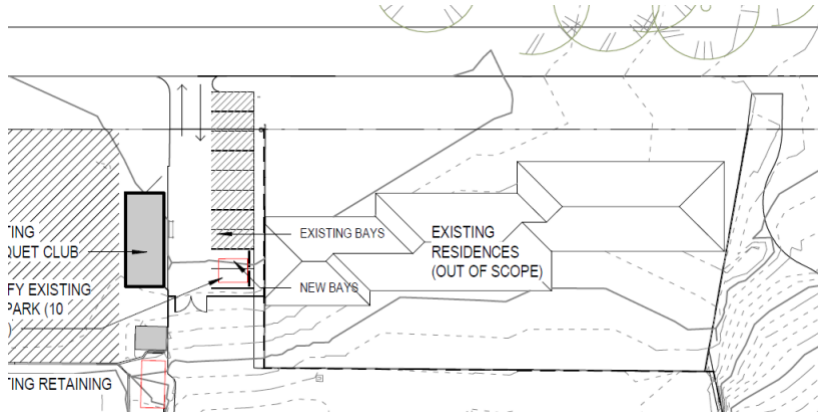 EXISTING BAYS
EXISTING
RESIDENCES
(OUT OF SCOPE)
NEW BAYS
TING
QUET CLUB
FY EXISTING
PARK (10
)
TING RETAINING